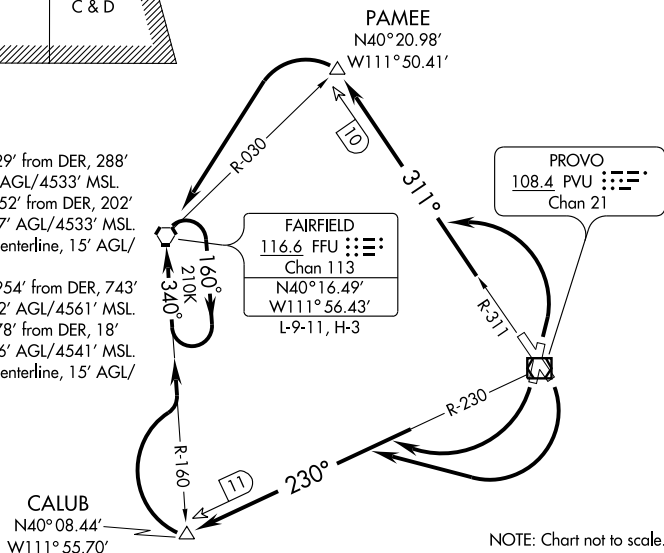 C & D
PAMEE
N40°20.98'
W111°50.41'
10
R-030
29' from DER, 288'
AGL/4533' MSL.
52' from DER, 202'
7' AGL/4533' MSL.
enterline, 15' AGL/
954' from DER, 743'
2' AGL/4561' MSL.
78' from DER, 18'
6' AGL/4541' MSL.
enterline, 15' AGL/
311°
PROVO
108.4 PVU
Chan 21
FAIRFIELD
116.6 FFU
Chan 113
N40°16.49'
W111°56.43'
L-9-11, H-3
160°
210K
340°
R-311
R-230
R-160
230°
11
CALUB
N40°08.44'
W111°55.70'
NOTE: Chart not to scale.